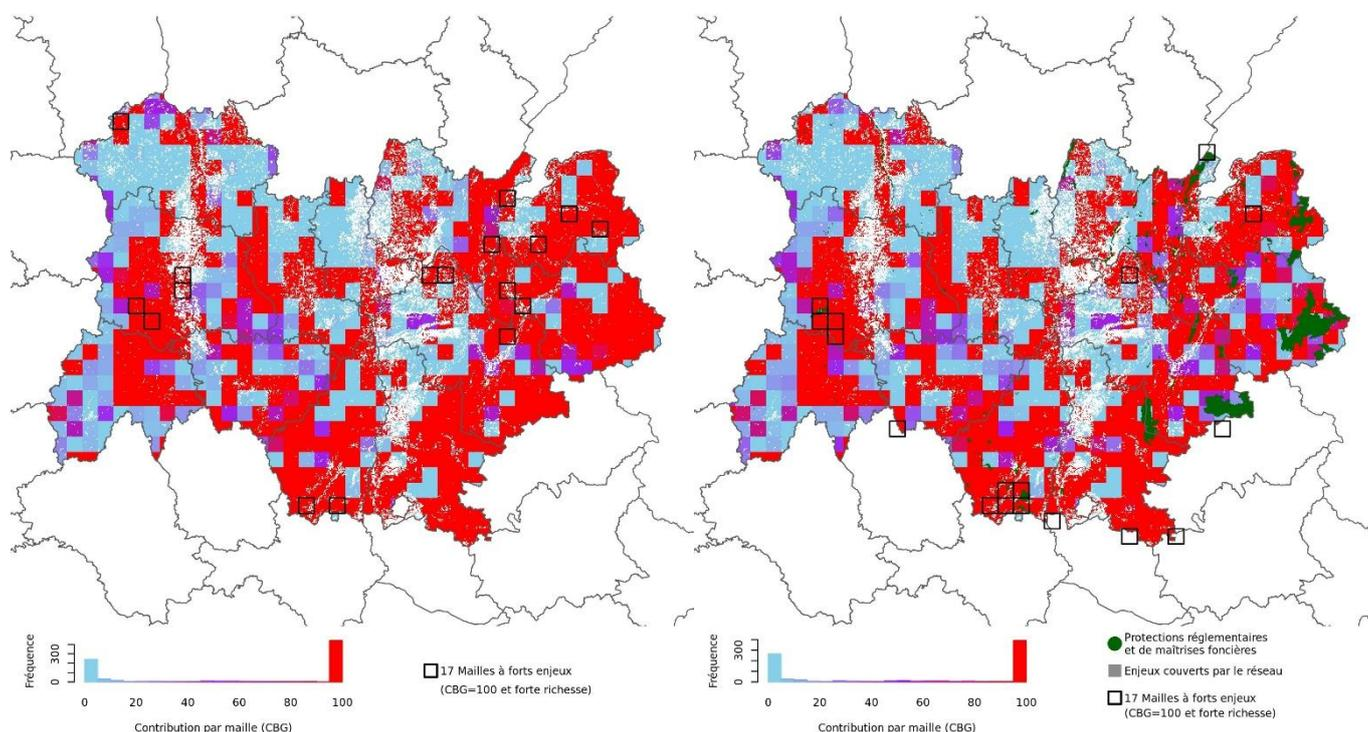 Fréquence
0 300
0 20 40 60 80 100
Contribution par maille (CBG)
17 Mailles à forts enjeux
(CBG=100 et forte richesse)
Fréquence
0 300
0 20 40 60 80 100
Contribution par maille (CBG)
Protections réglementaires
et de maîtrises foncières
Enjeux couverts par le réseau
17 Mailles à forts enjeux
(CBG=100 et forte richesse)